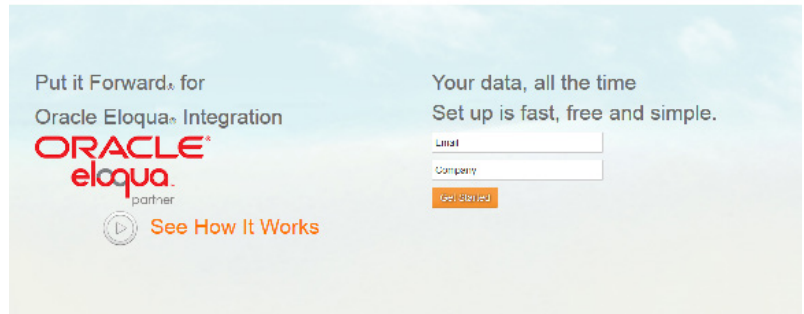 Put it Forward® for
Oracle Eloqua® Integration
ORACLE®
eloqua.
partner
See How It Works
Your data, all the time
Set up is fast, free and simple.
Email
Company
Get Started